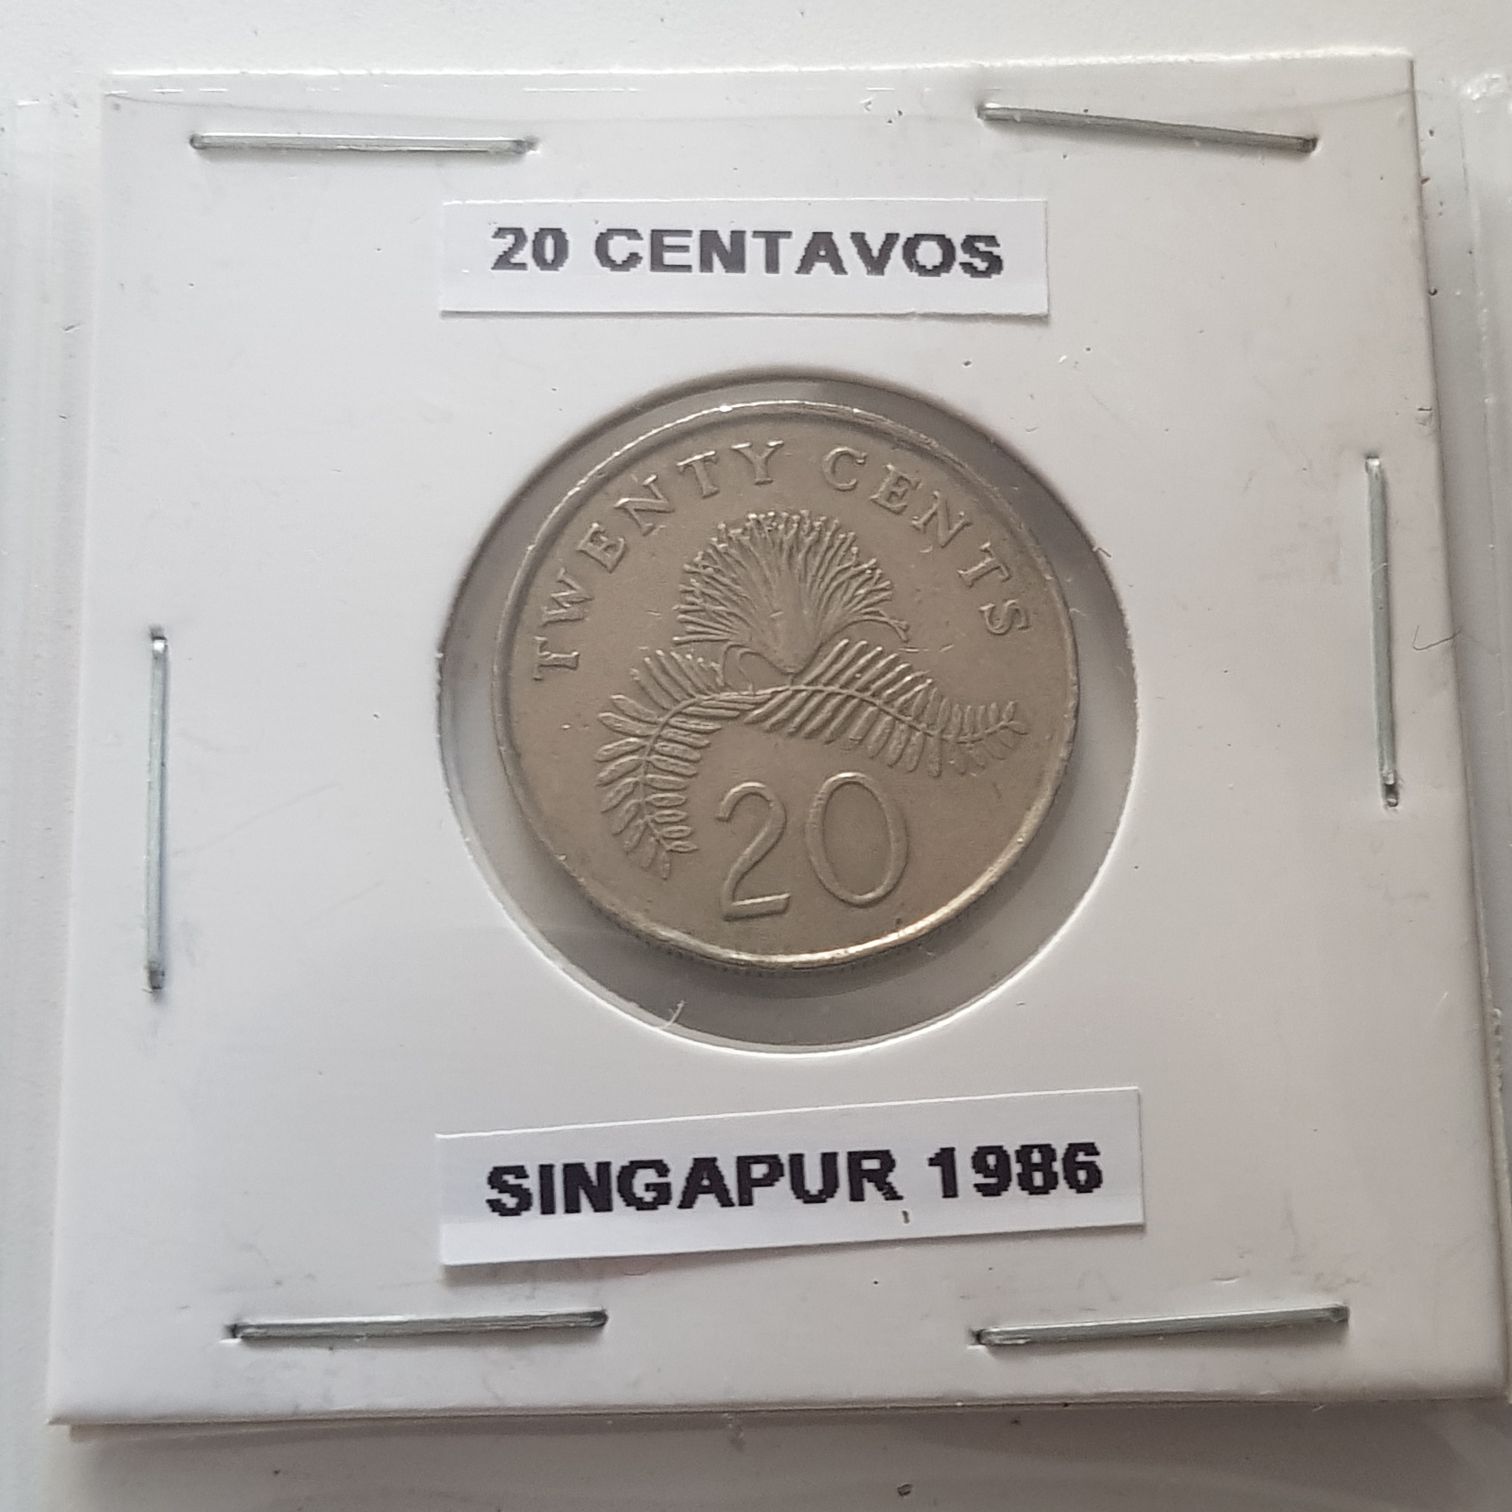 20 CENTAVOS
TWENTY CENTS
20
SINGAPUR 1986